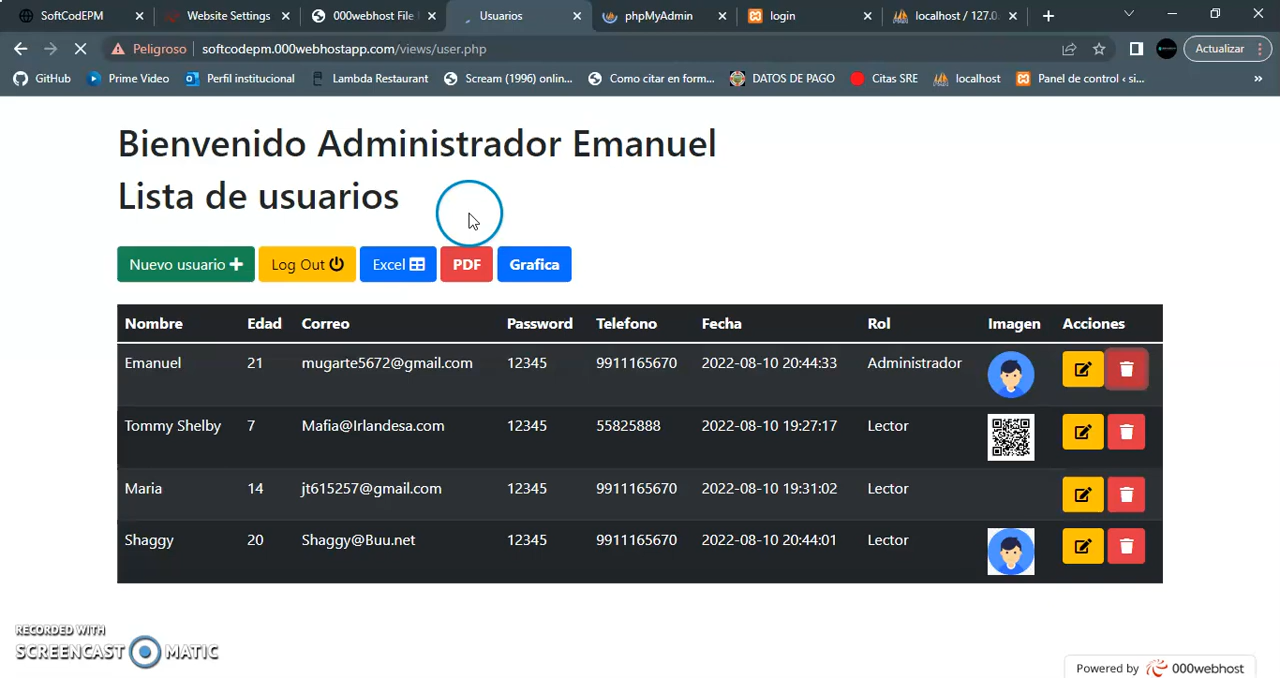 SoftCodEPM Website Settings 000webhost File Usuarios phpMyAdmin login localhost / 127.0.
Peligroso softcodepm.000webhostapp.com/views/user.php Actualizar
GitHub Prime Video Perfil institucional Lambda Restaurant Scream (1996) onlin... Como citar en form... DATOS DE PAGO Citas SRE localhost Panel de control ‹ si... »
Bienvenido Administrador Emanuel
Lista de usuarios
Nuevo usuario Log Out Excel PDF Grafica
Nombre Edad Correo Password Telefono Fecha Rol Imagen Acciones
Emanuel 21 mugarte5672@gmail.com 12345 9911165670 2022-08-10 20:44:33 Administrador
Tommy Shelby 7 Mafia@Irlandesa.com 12345 55825888 2022-08-10 19:27:17 Lector
Maria 14 jt615257@gmail.com 12345 9911165670 2022-08-10 19:31:02 Lector
Shaggy 20 Shaggy@Buu.net 12345 9911165670 2022-08-10 20:44:01 Lector
RECORDED WITH
SCREENCAST MATIC
Powered by 000webhost